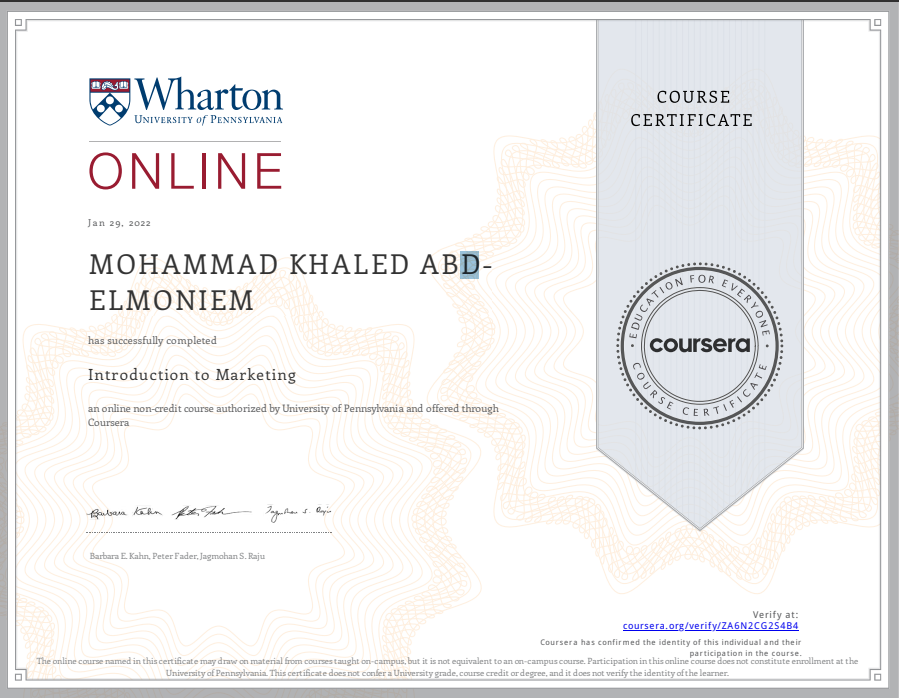 Wharton
UNIVERSITY of PENNSYLVANIA
ONLINE
Jan 29, 2022
MOHAMMAD KHALED ABD-
ELMONIEM
has successfully completed
Introduction to Marketing
an online non-credit course authorized by University of Pennsylvania and offered through
Coursera
Barbara Kahn Peter Fader Jagmohan S. Raju
Barbara E. Kahn, Peter Fader, Jagmohan S. Raju
COURSE
CERTIFICATE
EDUCATION FOR EVERYONE
coursera
COURSE CERTIFICATE
Verify at:
coursera.org/verify/ZA6N2CG2S4B4
Coursera has confirmed the identity of this individual and their
participation in the course.
The online course named in this certificate may draw on material from courses taught on-campus, but it is not equivalent to an on-campus course. Participation in this online course does not constitute enrollment at the
University of Pennsylvania. This certificate does not confer a University grade, course credit or degree, and it does not verify the identity of the learner.